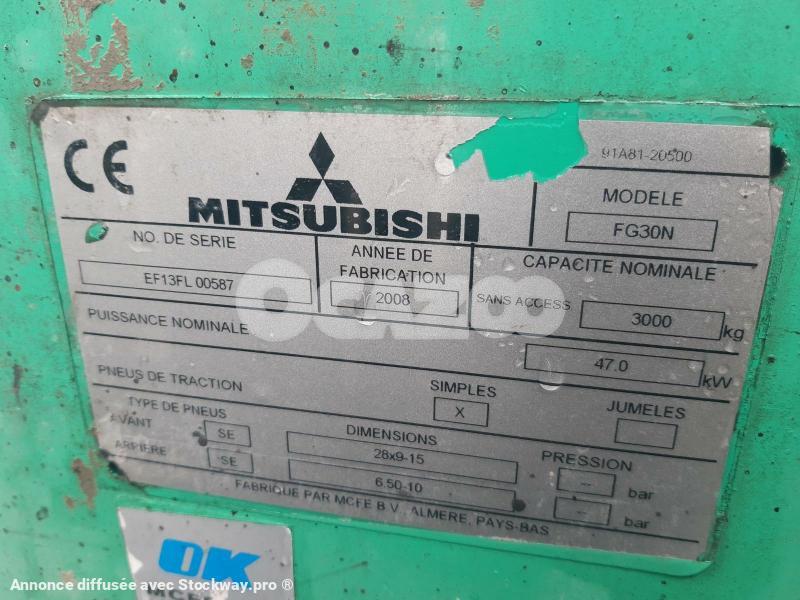 CE
91A81-20500
MITSUBISHI
MODELE
FG30N
NO. DE SERIE
EF13FL 00587
ANNEE DE
FABRICATION
2008
CAPACITE NOMINALE
SANS ACCESS
3000
kg
PUISSANCE NOMINALE
47.0
kW
PNEUS DE TRACTION
SIMPLES
X
JUMELES
TYPE DE PNEUS
DIMENSIONS
PRESSION
AVANT
SE
28x9-15
--
bar
ARRIERE
SE
6.50-10
--
bar
FABRIQUE PAR MCFE B.V., ALMERE, PAYS-BAS
OCAZOO
OK
Annonce diffusée avec Stockway.pro ®